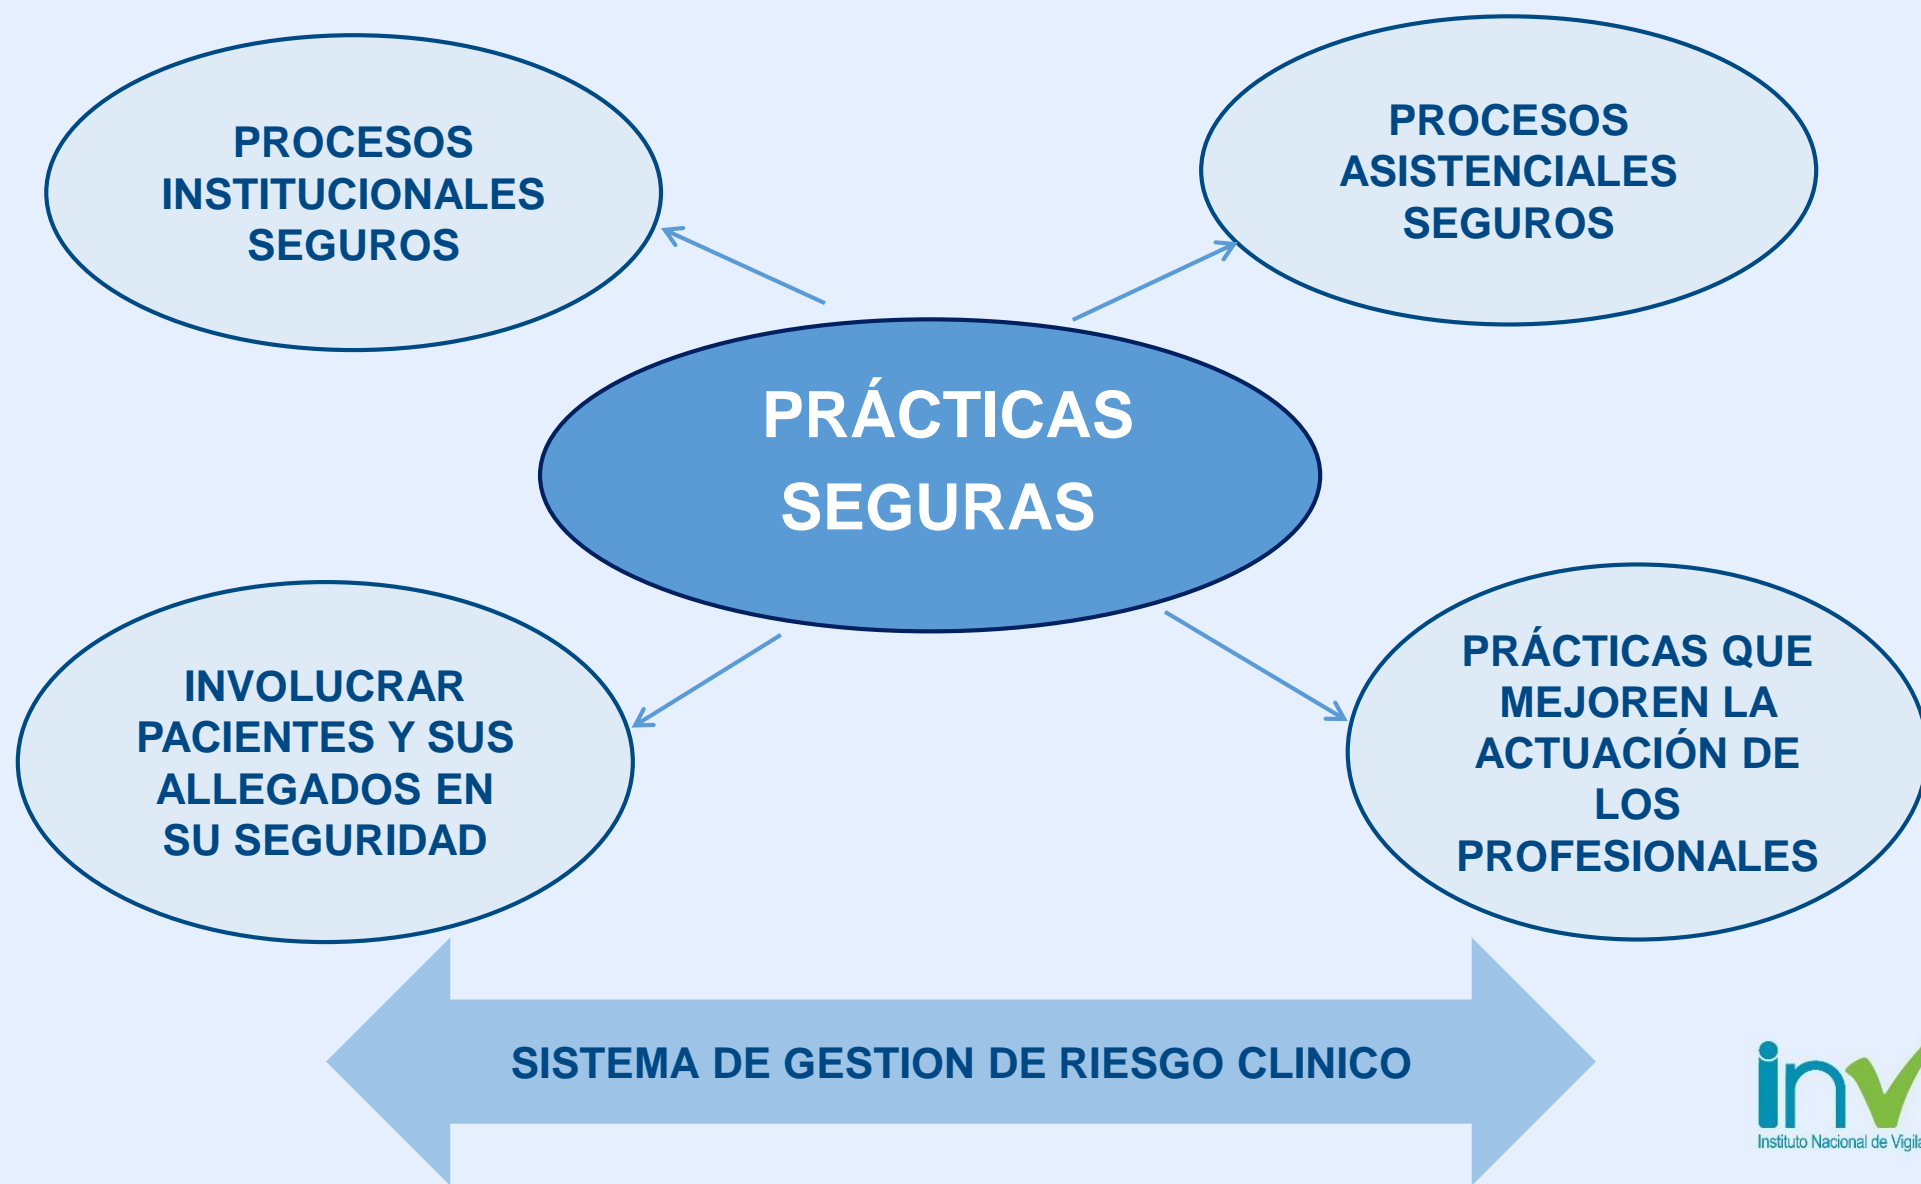 PROCESOS
INSTITUCIONALES
SEGUROS
PROCESOS
ASISTENCIALES
SEGUROS
PRÁCTICAS
SEGURAS
INVOLUCRAR
PACIENTES Y SUS
ALLEGADOS EN
SU SEGURIDAD
PRÁCTICAS QUE
MEJOREN LA
ACTUACIÓN DE
LOS
PROFESIONALES
SISTEMA DE GESTION DE RIESGO CLINICO
inv
Instituto Nacional de